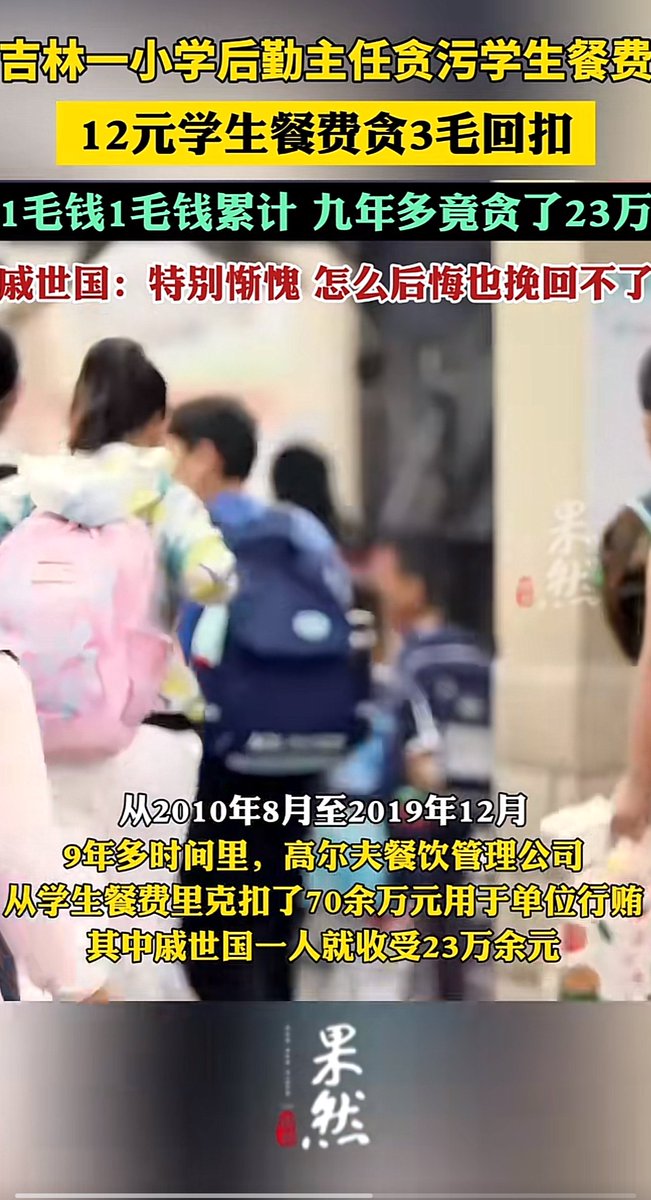 吉林一小学后勤主任贪污学生餐费
12元学生餐费贪3毛回扣
1毛钱1毛钱累计 九年多竟贪了23万
戚世国：特别惭愧 怎么后悔也挽回不了
果然
从2010年8月至2019年12月
9年多时间里，高尔夫餐饮管理公司
从学生餐费里克扣了70余万元用于单位行贿
其中戚世国一人就收受23万余元
果然